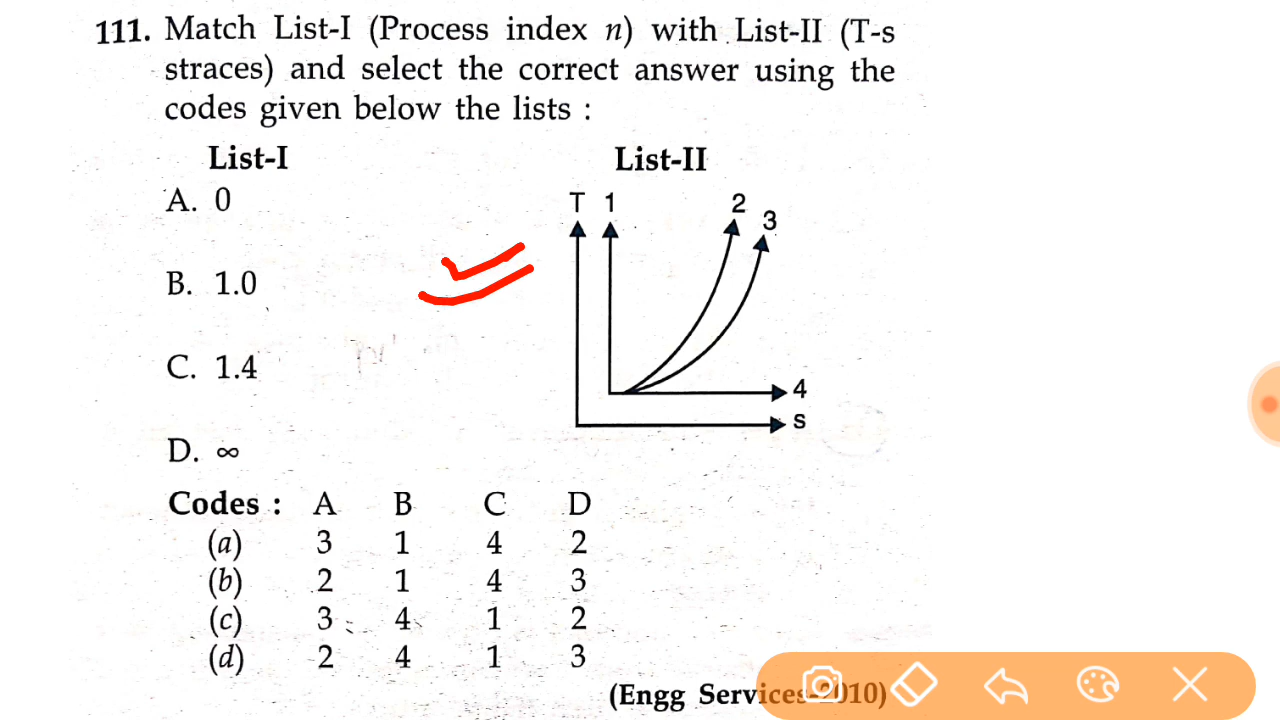 111. Match List-I (Process index n) with List-II (T-s
straces) and select the correct answer using the
codes given below the lists :
List-I List-II
A. 0
B. 1.0
C. 1.4
D. ∞
T 1 2 3
4
s
Codes : A B C D
(a) 3 1 4 2
(b) 2 1 4 3
(c) 3 4 1 2
(d) 2 4 1 3
(Engg Services-2010)